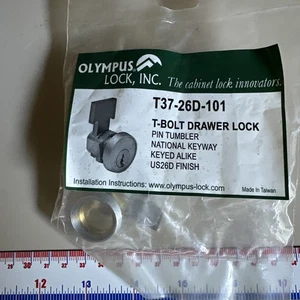 OLYMPUS
LOCK, INC.
The cabinet lock innovators.
T37-26D-101
T-BOLT DRAWER LOCK
PIN TUMBLER
NATIONAL KEYWAY
KEYED ALIKE
US26D FINISH
Installation Instructions: www.olympus-lock.com
Made In Taiwan
12
13